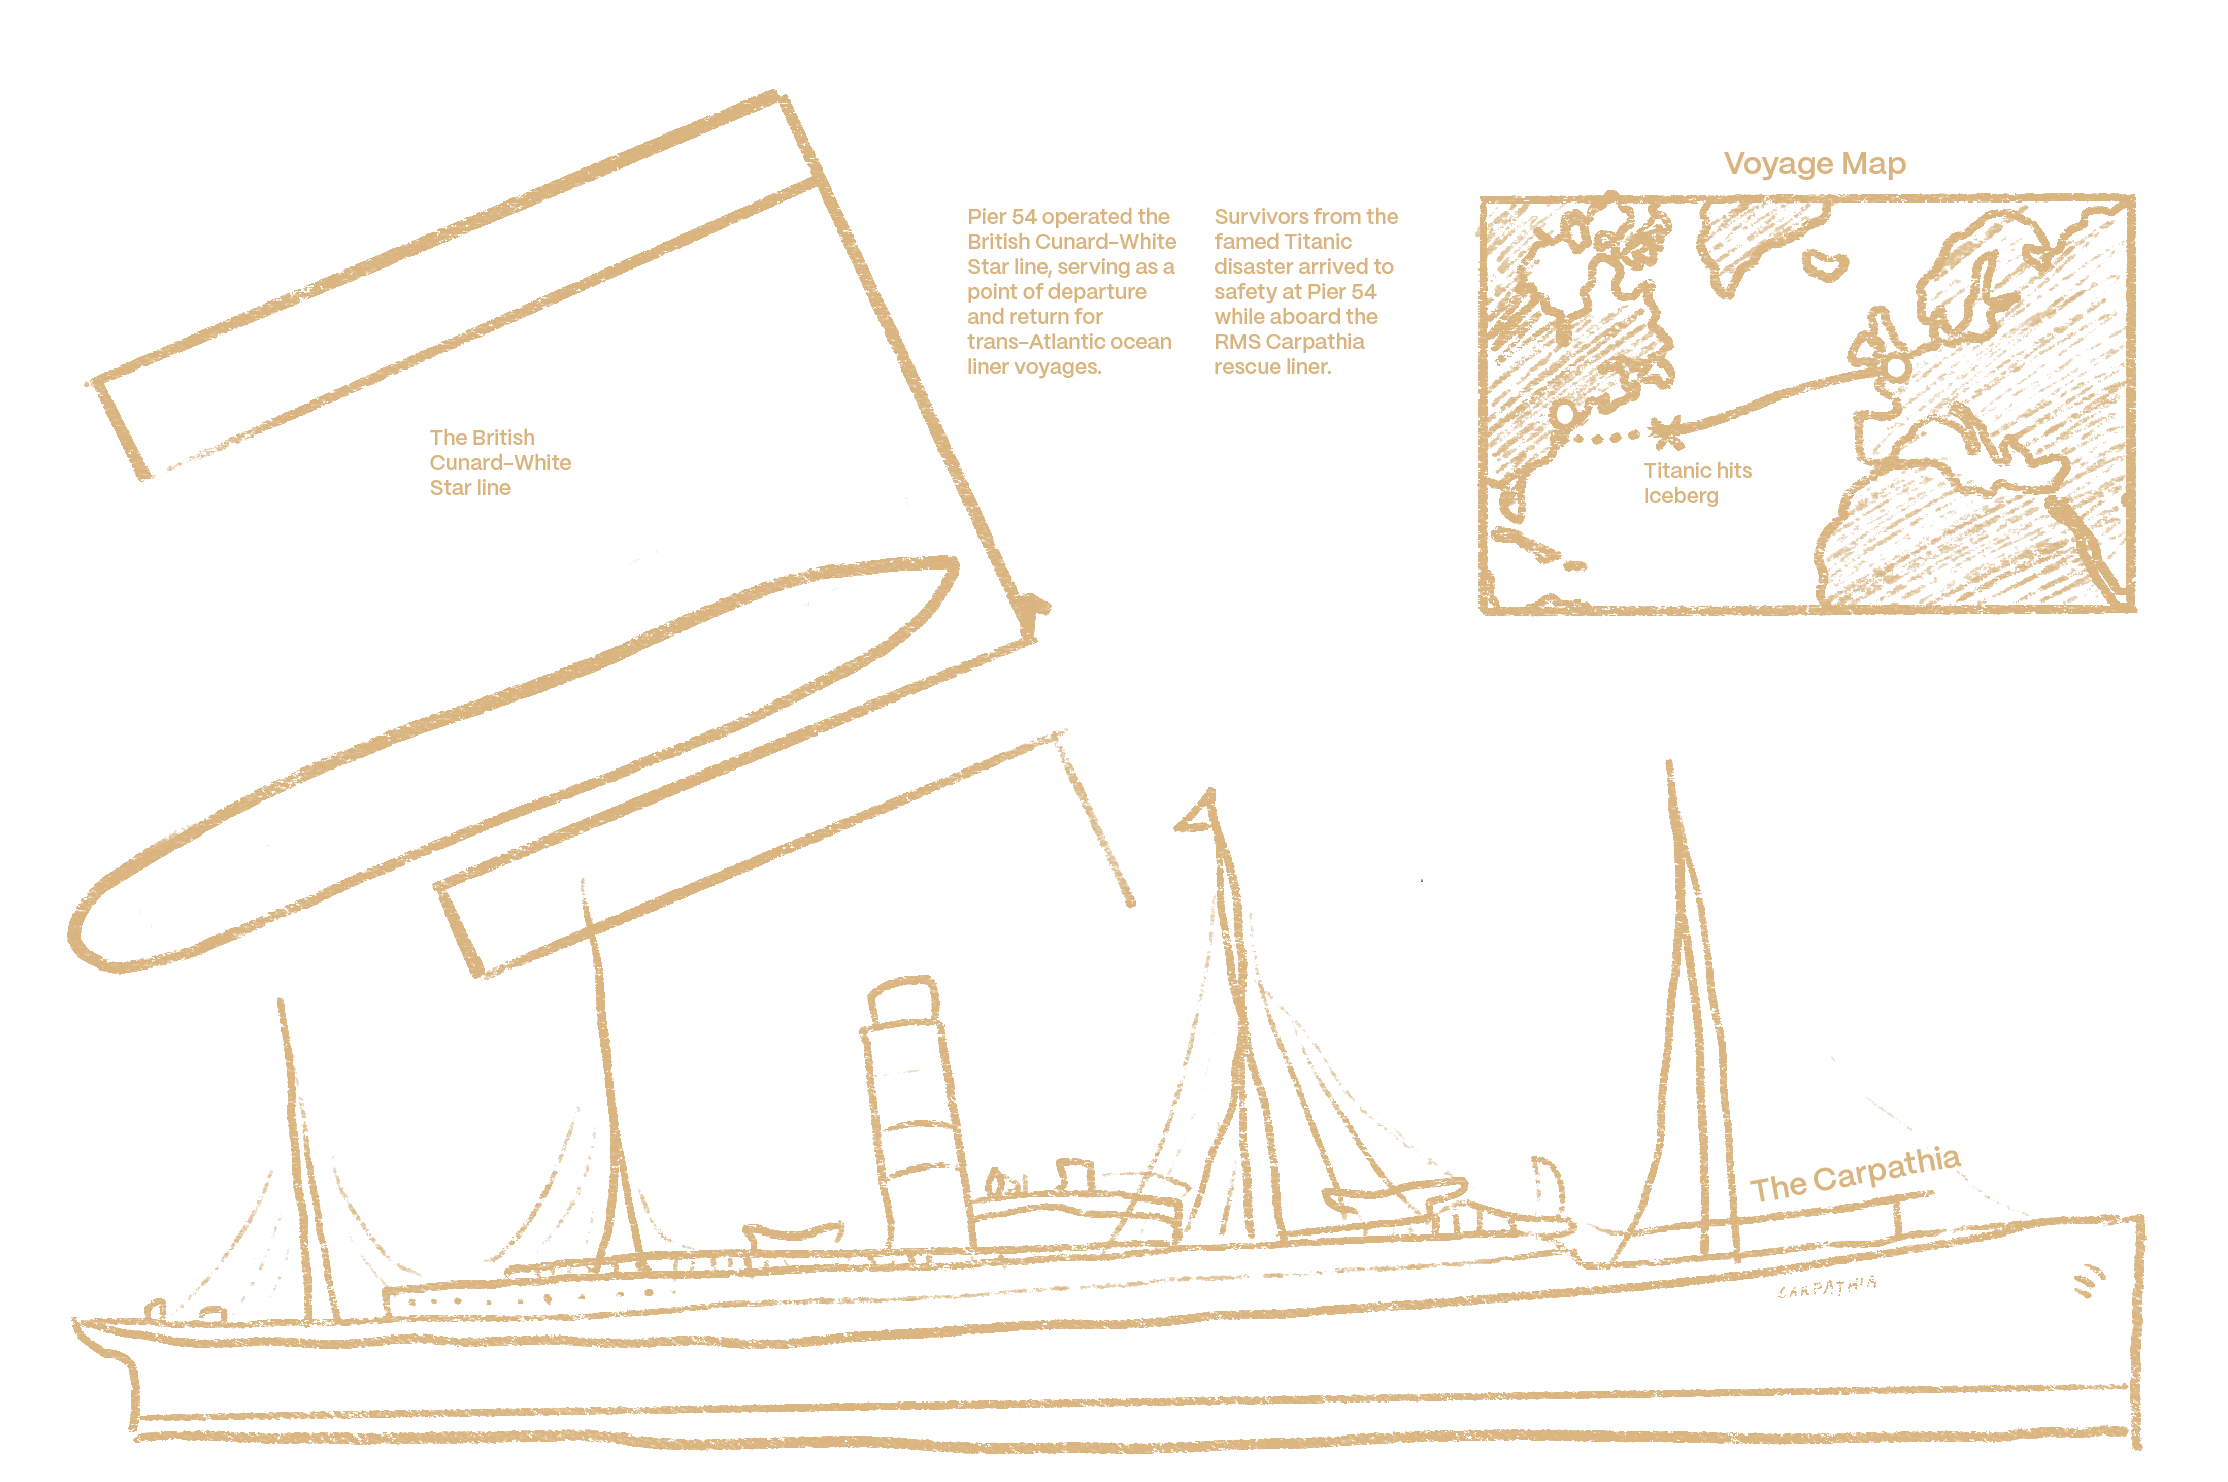 Voyage Map
Pier 54 operated the
British Cunard–White
Star line, serving as a
point of departure
and return for
trans–Atlantic ocean
liner voyages.
Survivors from the
famed Titanic
disaster arrived to
safety at Pier 54
while aboard the
RMS Carpathia
rescue liner.
The British
Cunard–White
Star line
Titanic hits
Iceberg
The Carpathia
CARPATHIA